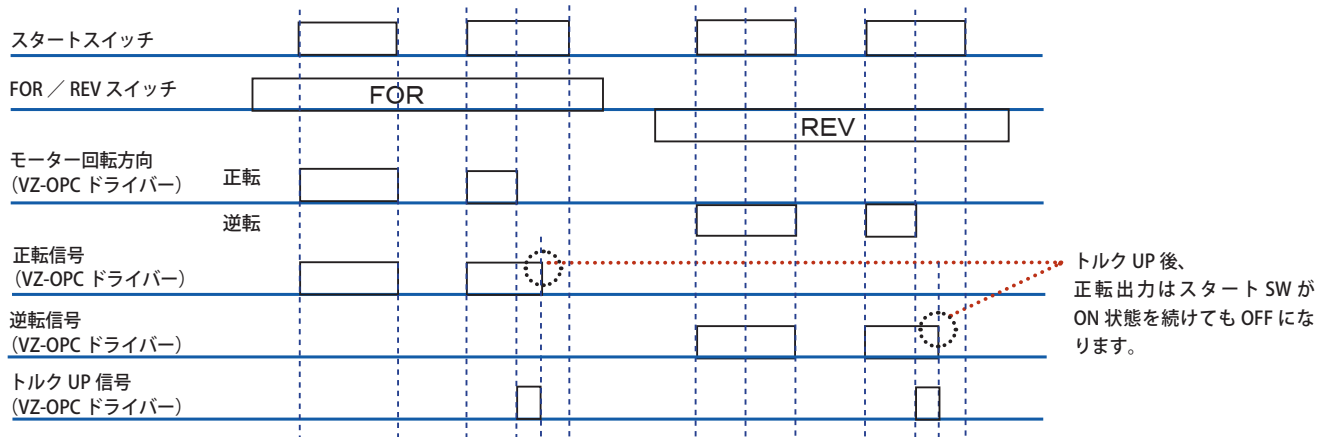 スタートスイッチ
FOR ／ REV スイッチ
FOR
REV
モーター回転方向
（VZ-OPC ドライバー）
正転
逆転
正転信号
（VZ-OPC ドライバー）
逆転信号
（VZ-OPC ドライバー）
トルク UP 信号
（VZ-OPC ドライバー）
トルク UP 後、
正転出力はスタート SW が
ON 状態を続けても OFF にな
ります。